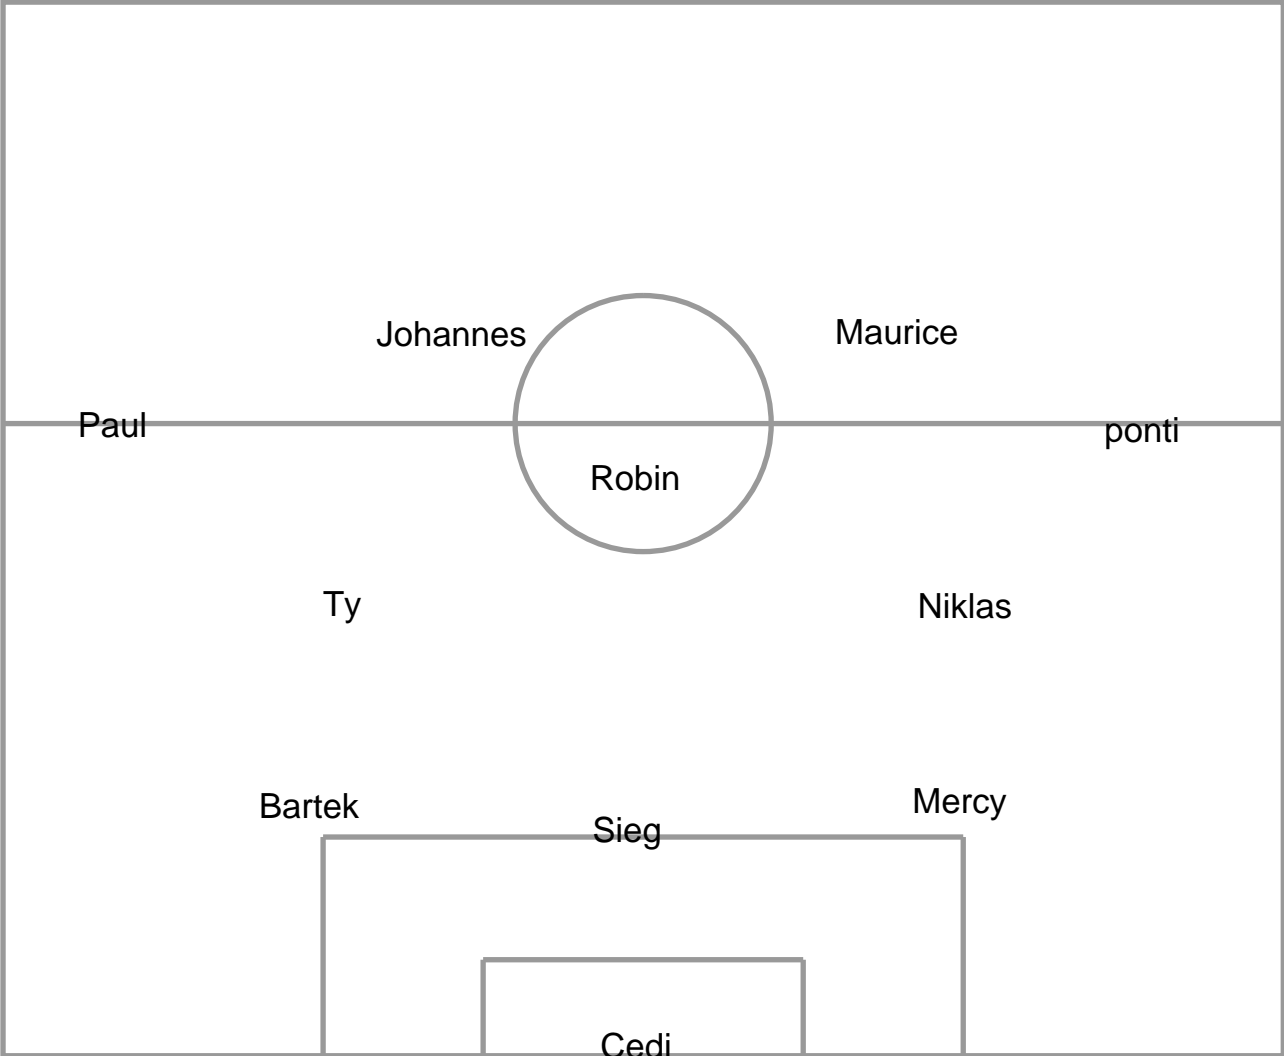 Johannes
Maurice
Paul
ponti
Robin
Ty
Niklas
Bartek
Mercy
Sieg
Cedi